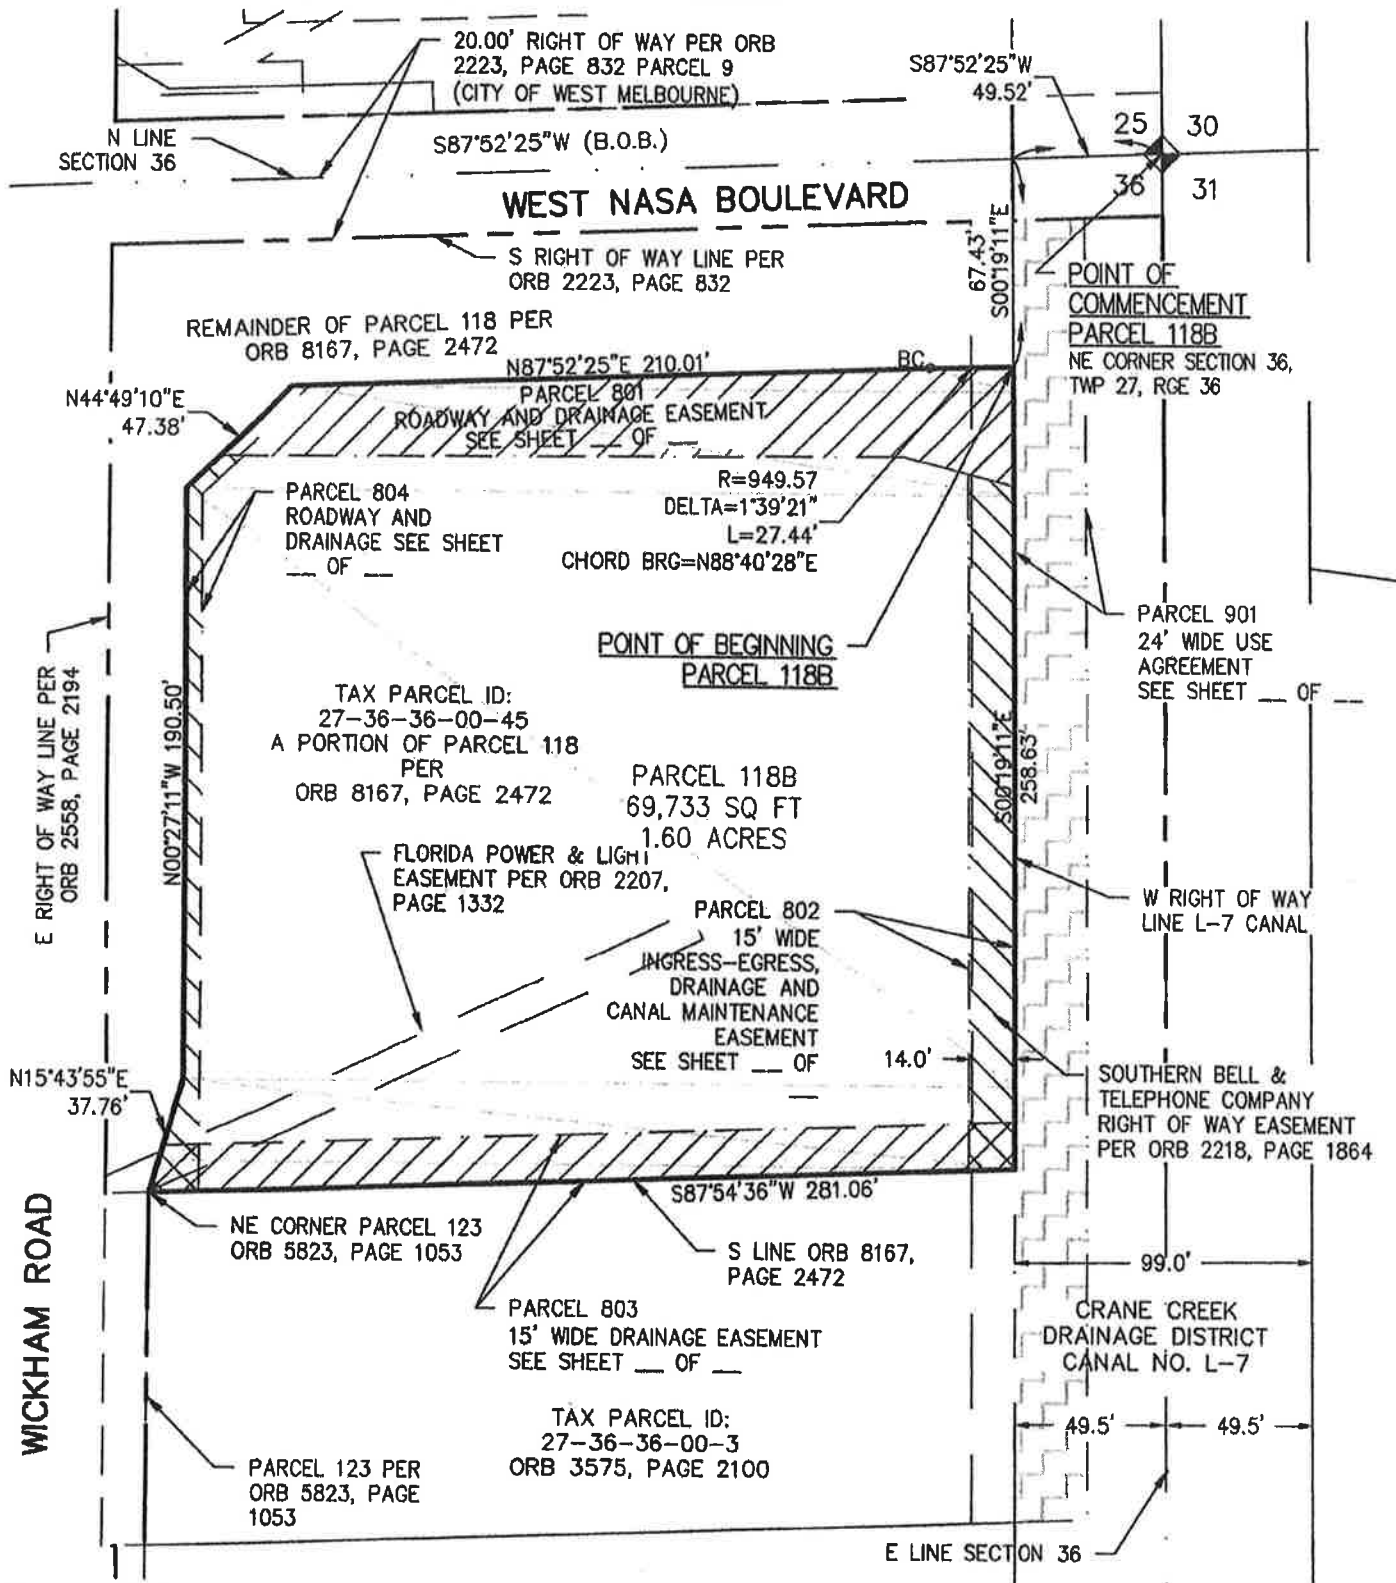 20.00' RIGHT OF WAY PER ORB
2223, PAGE 832 PARCEL 9
(CITY OF WEST MELBOURNE)
S87°52'25"W
49.52'
25
30
36
31
N LINE
SECTION 36
S87°52'25"W (B.O.B.)
WEST NASA BOULEVARD
S RIGHT OF WAY LINE PER
ORB 2223, PAGE 832
67.43'
S00°19'11"E
POINT OF
COMMENCEMENT
PARCEL 118B
NE CORNER SECTION 36,
TWP 27, RGE 36
REMAINDER OF PARCEL 118 PER
ORB 8167, PAGE 2472
N87°52'25"E 210.01'
BC
N44°49'10"E
47.38'
PARCEL 801
ROADWAY AND DRAINAGE EASEMENT
SEE SHEET __ OF __
PARCEL 804
ROADWAY AND
DRAINAGE SEE SHEET
__ OF __
R=949.57
DELTA=1°39'21"
L=27.44'
CHORD BRG=N88°40'28"E
POINT OF BEGINNING
PARCEL 118B
PARCEL 901
24' WIDE USE
AGREEMENT
SEE SHEET __ OF __
E RIGHT OF WAY LINE PER
ORB 2558, PAGE 2194
N00°27'11"W 190.50'
TAX PARCEL ID:
27-36-36-00-45
A PORTION OF PARCEL 118
PER
ORB 8167, PAGE 2472
PARCEL 118B
69,733 SQ FT
1.60 ACRES
S00°19'11"E
258.63'
FLORIDA POWER & LIGHT
EASEMENT PER ORB 2207,
PAGE 1332
PARCEL 802
15' WIDE
INGRESS-EGRESS,
DRAINAGE AND
CANAL MAINTENANCE
EASEMENT
SEE SHEET __ OF
__
W RIGHT OF WAY
LINE L-7 CANAL
14.0'
N15°43'55"E
37.76'
SOUTHERN BELL &
TELEPHONE COMPANY
RIGHT OF WAY EASEMENT
PER ORB 2218, PAGE 1864
S87°54'36"W 281.06'
NE CORNER PARCEL 123
ORB 5823, PAGE 1053
S LINE ORB 8167,
PAGE 2472
99.0'
WICKHAM ROAD
PARCEL 803
15' WIDE DRAINAGE EASEMENT
SEE SHEET __ OF __
CRANE CREEK
DRAINAGE DISTRICT
CANAL NO. L-7
TAX PARCEL ID:
27-36-36-00-3
ORB 3575, PAGE 2100
49.5'
49.5'
PARCEL 123 PER
ORB 5823, PAGE
1053
E LINE SECTION 36